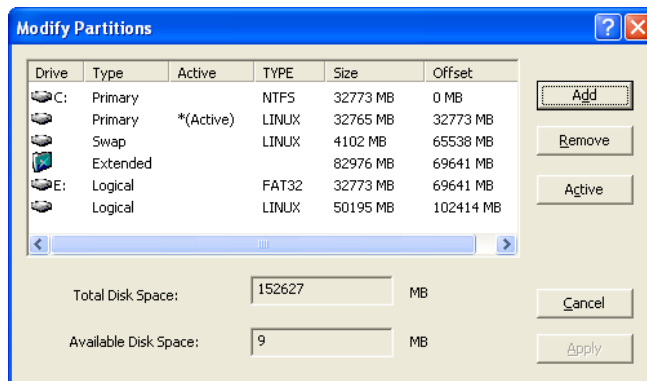 Modify Partitions
Drive Type Active TYPE Size Offset
C: Primary NTFS 32773 MB 0 MB
Primary *(Active) LINUX 32765 MB 32773 MB
Swap LINUX 4102 MB 65538 MB
Extended 82976 MB 69641 MB
E: Logical FAT32 32773 MB 69641 MB
Logical LINUX 50195 MB 102414 MB
Add
Remove
Active
Total Disk Space: 152627 MB
Cancel
Available Disk Space: 9 MB
Apply